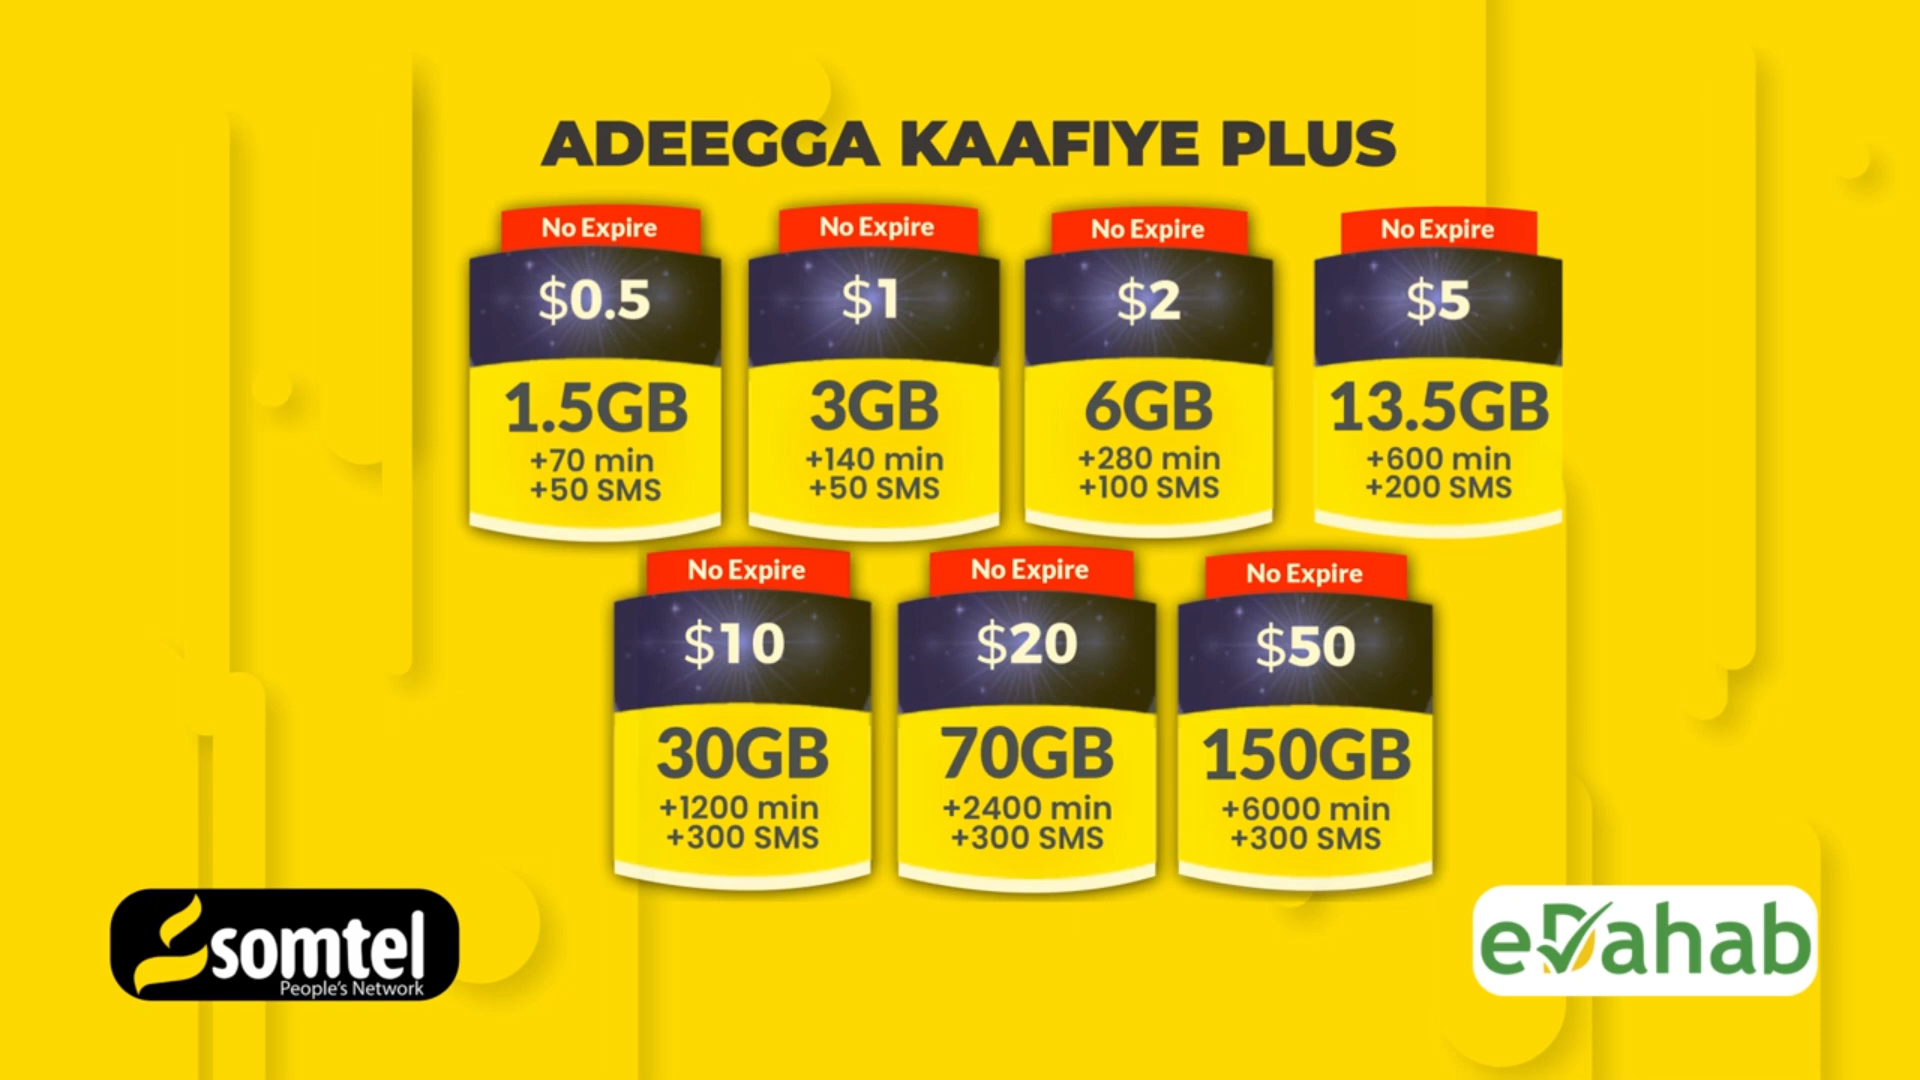 ADEEGGA KAAFIYE PLUS
No Expire
$0.5
1.5GB
+70 min
+50 SMS
No Expire
$1
3GB
+140 min
+50 SMS
No Expire
$2
6GB
+280 min
+100 SMS
No Expire
$5
13.5GB
+600 min
+200 SMS
No Expire
$10
30GB
+1200 min
+300 SMS
No Expire
$20
70GB
+2400 min
+300 SMS
No Expire
$50
150GB
+6000 min
+300 SMS
somtel
People's Network
eDahab